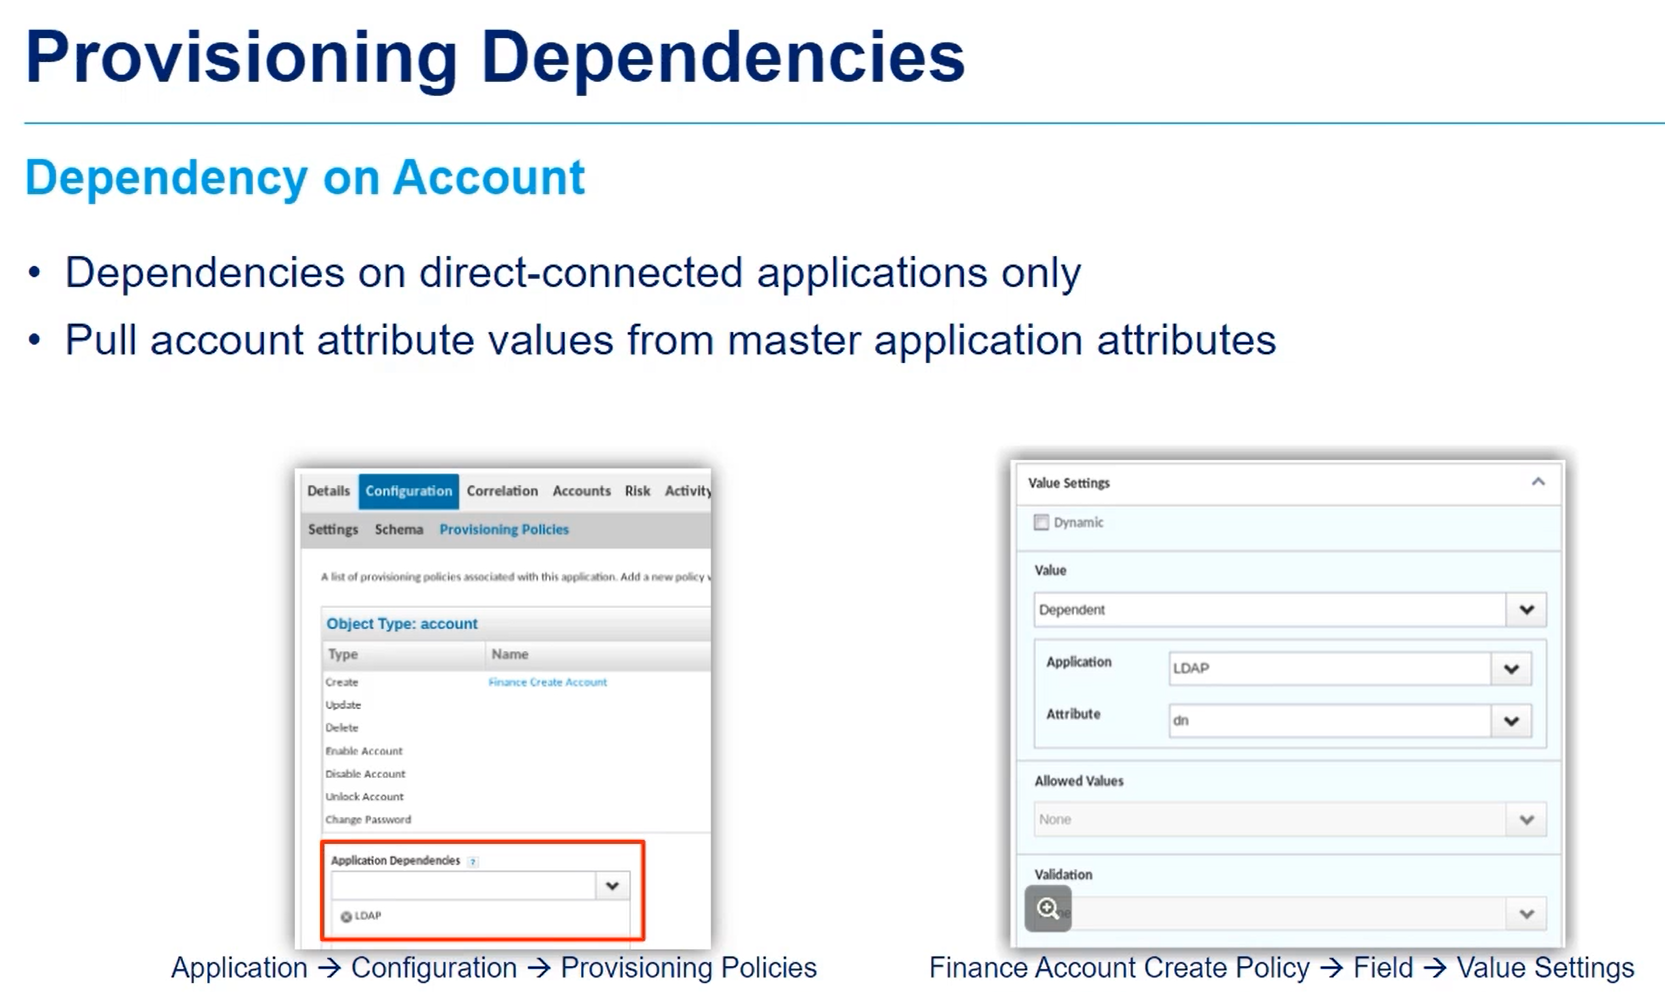 Provisioning Dependencies
Dependency on Account
• Dependencies on direct-connected applications only
• Pull account attribute values from master application attributes
Details Configuration Correlation Accounts Risk Activity
Settings Schema Provisioning Policies
A list of provisioning policies associated with this application. Add a new policy
Object Type: account
Type Name
Create Finance Create Account
Update
Delete
Enable Account
Disable Account
Unlock Account
Change Password
Application Dependencies ?
LDAP
Application → Configuration → Provisioning Policies
Value Settings
Dynamic
Value
Dependent
Application LDAP
Attribute dn
Allowed Values
None
Validation
Finance Account Create Policy → Field → Value Settings